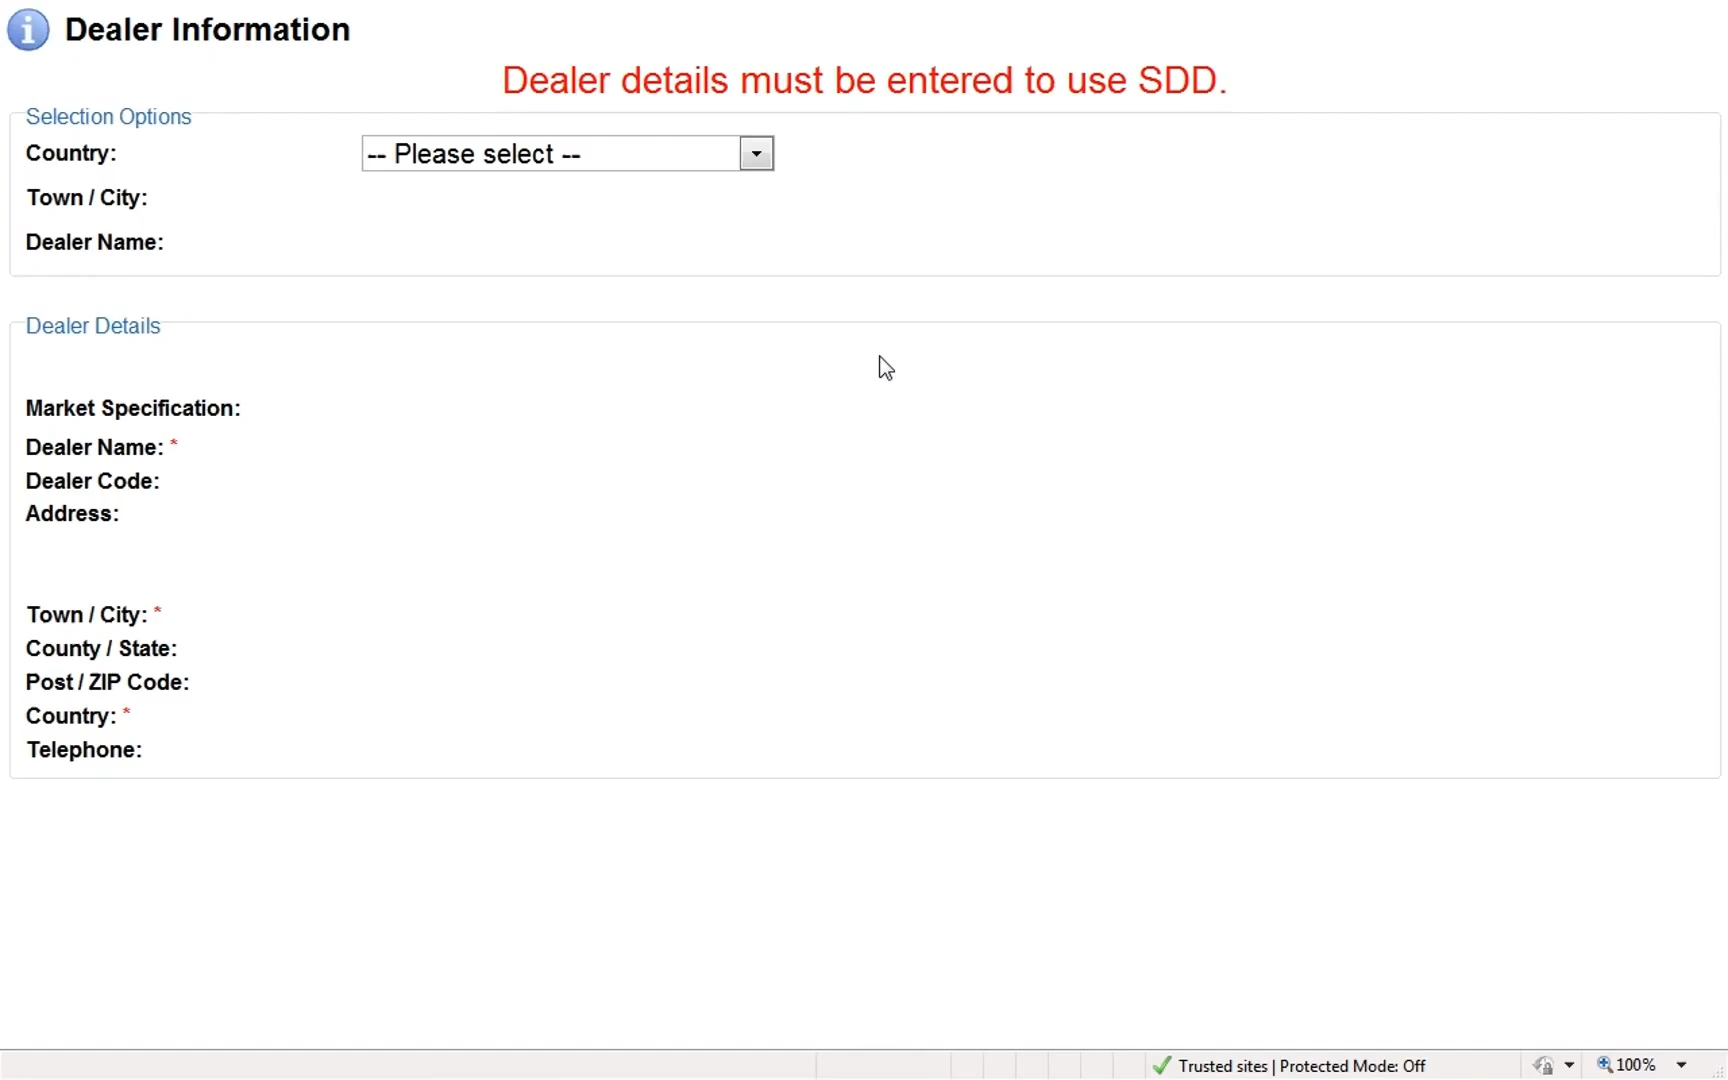 Dealer Information
Dealer details must be entered to use SDD.
Selection Options
Country:
-- Please select --
Town / City:
Dealer Name:
Dealer Details
Market Specification:
Dealer Name: *
Dealer Code:
Address:
Town / City: *
County / State:
Post / ZIP Code:
Country: *
Telephone:
Trusted sites | Protected Mode: Off
100%